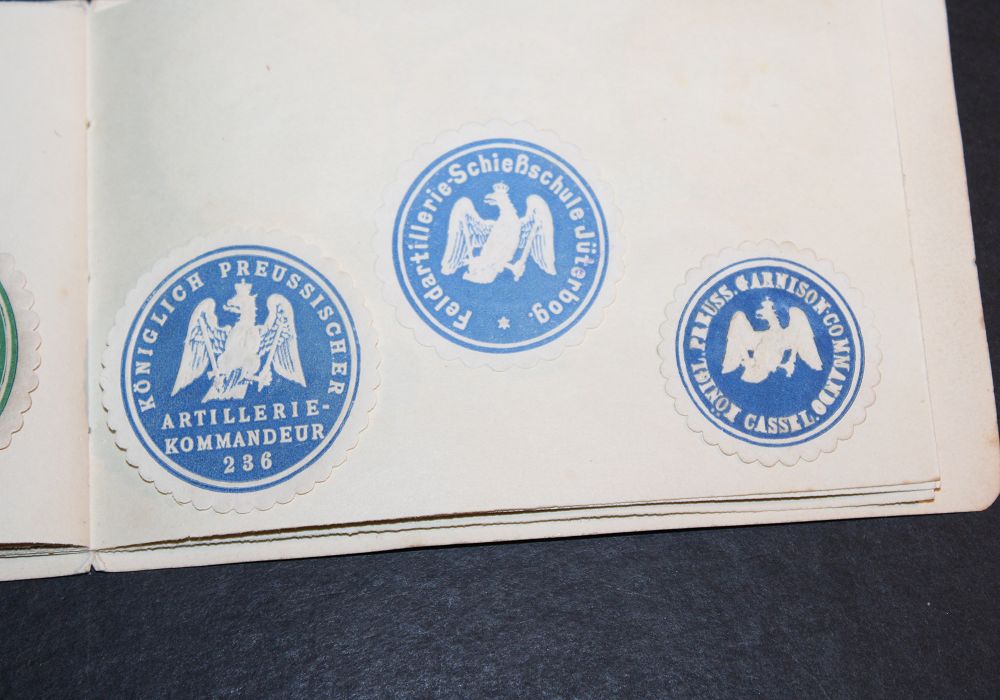 KÖNIGLICH PREUSSISCHER
ARTILLERIE-
KOMMANDEUR
236
Feldartillerie-Schießschule Jüterbog.
KÖNIGL. PREUSS. GARNISON-COMMANDO
CASSEL.